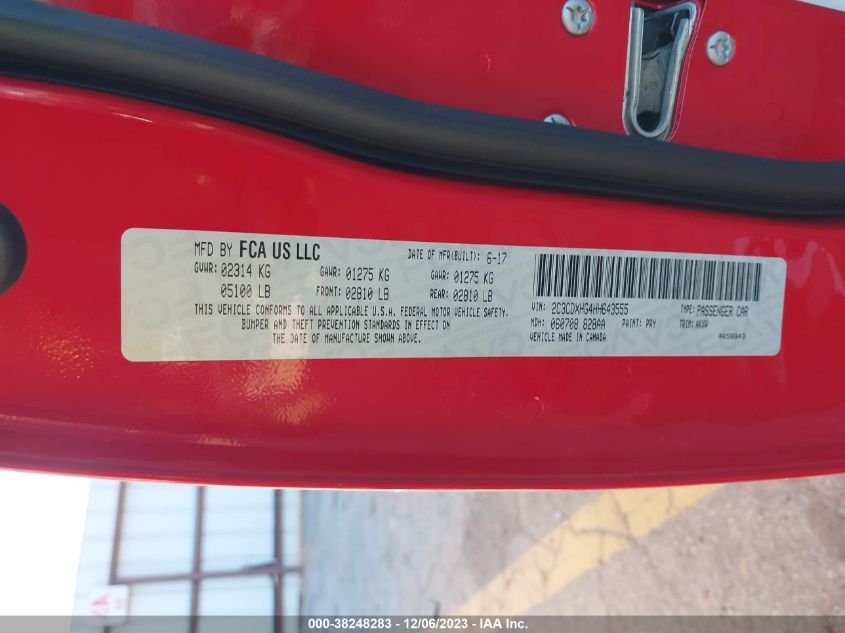 MFD BY FCA US LLC DATE OF MFR(BUILT): 6-17
GVWR: 02314 KG GAWR: 01275 KG GAWR: 01275 KG
05100 LB FRONT: 02810 LB REAR: 02810 LB
THIS VEHICLE CONFORMS TO ALL APPLICABLE U.S.A. FEDERAL MOTOR VEHICLE SAFETY,
BUMPER AND THEFT PREVENTION STANDARDS IN EFFECT ON
THE DATE OF MANUFACTURE SHOWN ABOVE.
VIN: 2C3CDXHG4HH643555 TYPE: PASSENGER CAR
MDH: 060708 828AA PAINT: PRY TRIM:
VEHICLE MADE IN CANADA 4650843
000-38248283 - 12/06/2023 - IAA Inc.